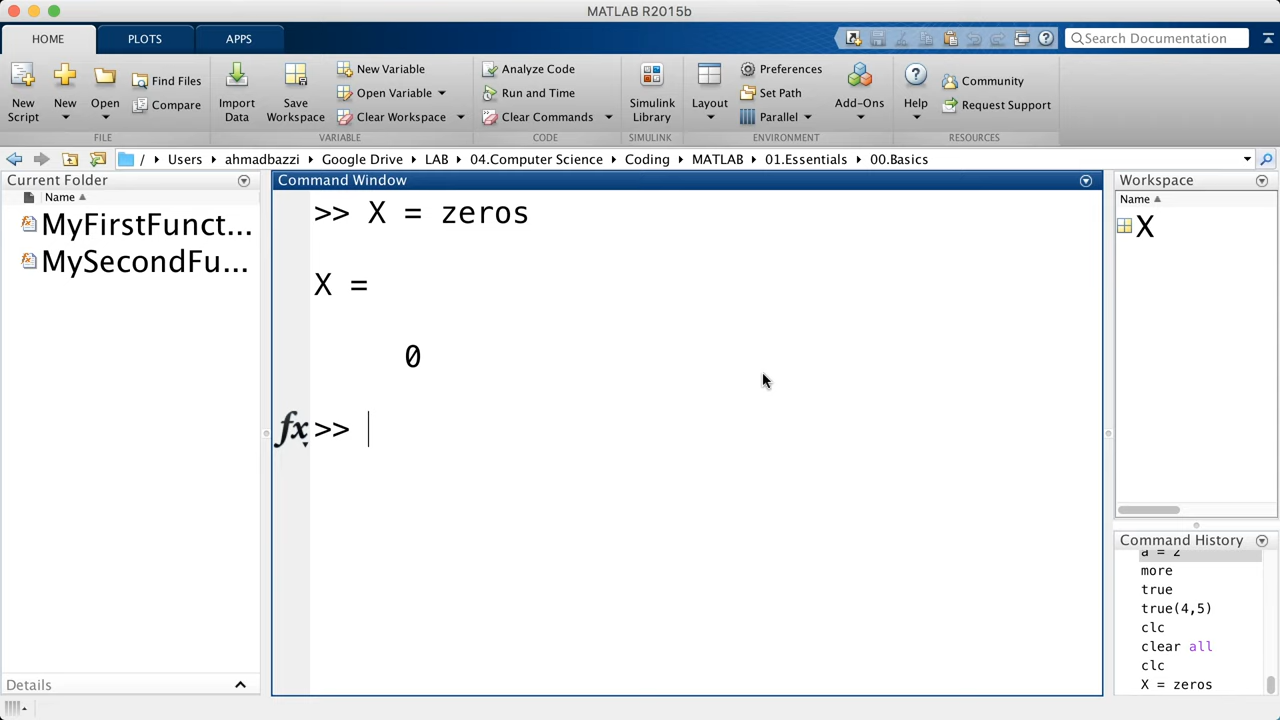 MATLAB R2015b
HOME PLOTS APPS Search Documentation
New Script New Open Find Files Compare Import Data Save Workspace New Variable Open Variable Clear Workspace Analyze Code Run and Time Clear Commands Simulink Library Layout Preferences Set Path Parallel Add-Ons Help Community Request Support
FILE VARIABLE CODE SIMULINK ENVIRONMENT RESOURCES
/ Users ahmadbazzi Google Drive LAB 04.Computer Science Coding MATLAB 01.Essentials 00.Basics
Current Folder
Name
MyFirstFunct...
MySecondFu...
Details
Command Window
>> X = zeros
X =
0
fx >>
Workspace
Name
X
Command History
a = 2
more
true
true(4,5)
clc
clear all
clc
X = zeros